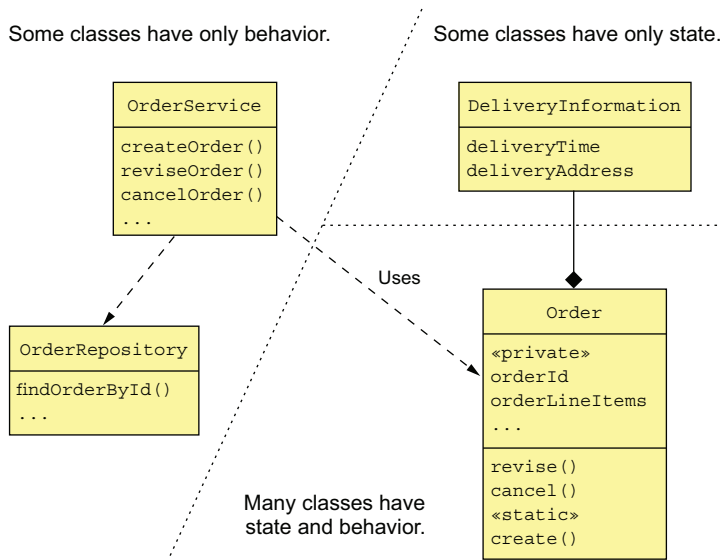 Some classes have only behavior.
Some classes have only state.
OrderService
createOrder()
reviseOrder()
cancelOrder()
...
DeliveryInformation
deliveryTime
deliveryAddress
Uses
OrderRepository
findOrderById()
...
Order
«private»
orderId
orderLineItems
...
revise()
cancel()
«static»
create()
Many classes have
state and behavior.